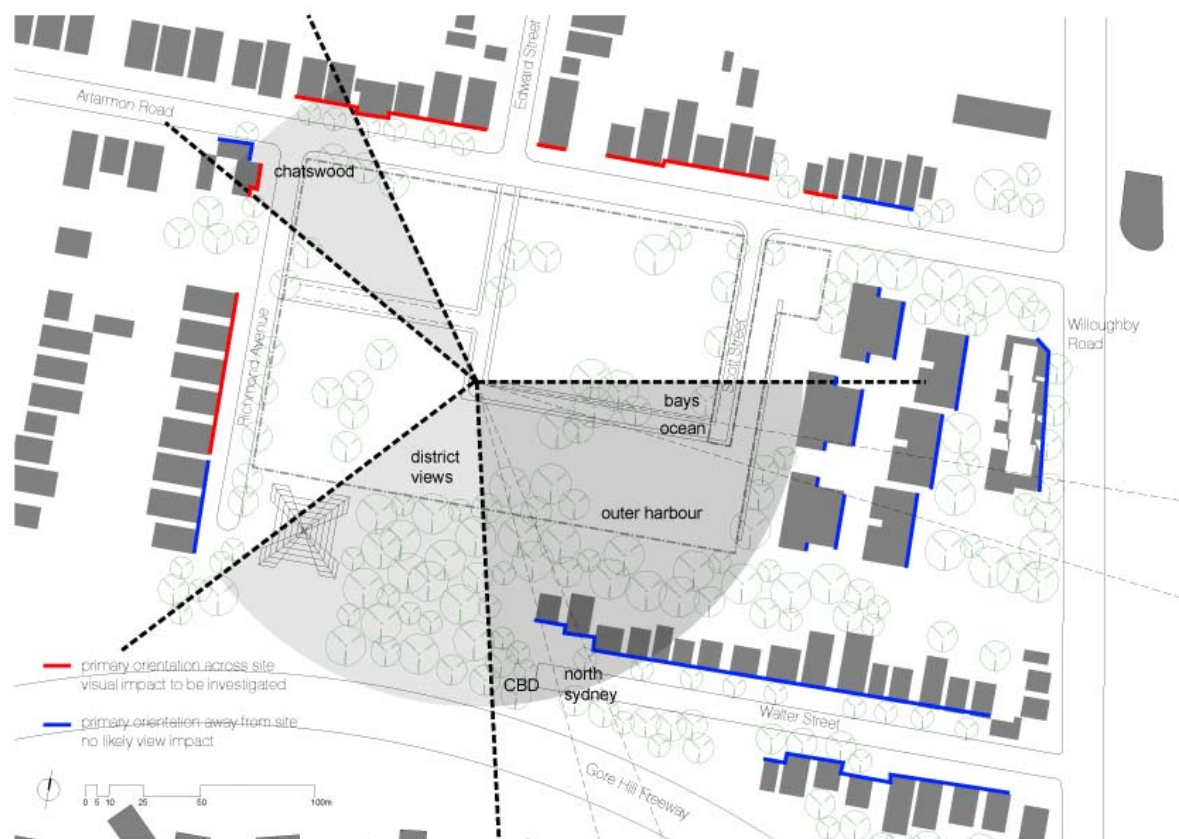 Artarmon Road
Edward Street
chatswood
Richmond Avenue
Scott Street
Willoughby
Road
bays
ocean
district
views
outer harbour
primary orientation across site
visual impact to be investigated
CBD
north
sydney
primary orientation away from site
no likely view impact
Walter Street
Gore Hill Freeway
0 5 10 25 50 100m